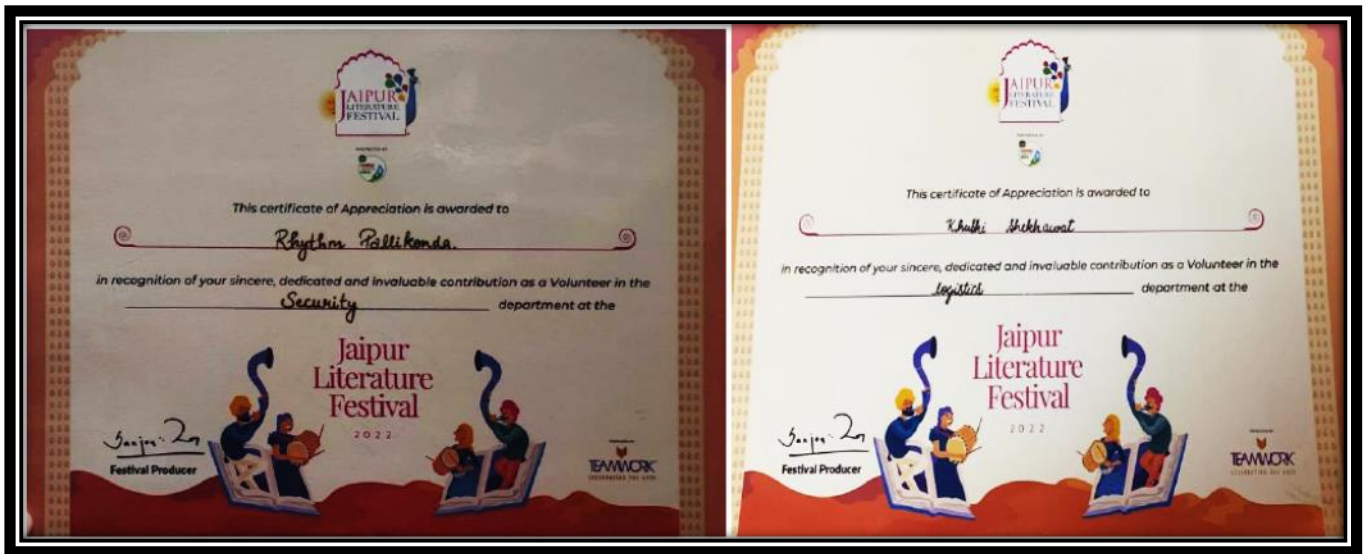 JAIPUR
LITERATURE
FESTIVAL
This certificate of Appreciation is awarded to
Rhythm Pallikonda.
in recognition of your sincere, dedicated and invaluable contribution as a Volunteer in the
Security department at the
Jaipur
Literature
Festival
2022
Festival Producer
TEAMWORK
JAIPUR
LITERATURE
FESTIVAL
This certificate of Appreciation is awarded to
Khushi Shekhawat
in recognition of your sincere, dedicated and invaluable contribution as a Volunteer in the
logistics department at the
Jaipur
Literature
Festival
2022
Festival Producer
TEAMWORK